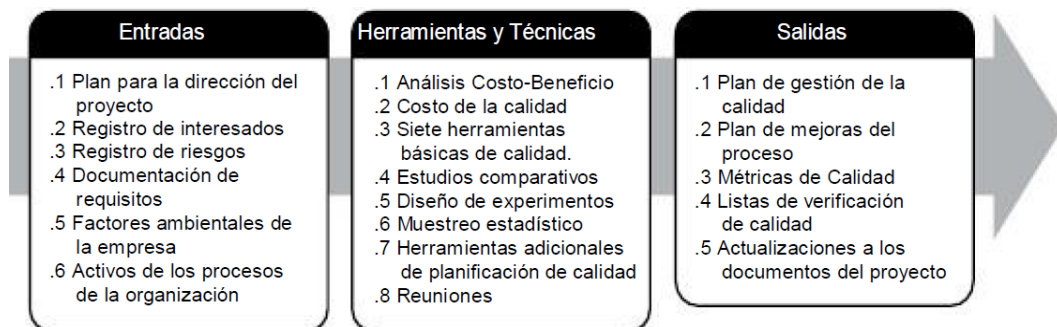 Entradas
.1 Plan para la dirección del
proyecto
.2 Registro de interesados
.3 Registro de riesgos
.4 Documentación de
requisitos
.5 Factores ambientales de
la empresa
.6 Activos de los procesos
de la organización
Herramientas y Técnicas
.1 Análisis Costo-Beneficio
.2 Costo de la calidad
.3 Siete herramientas
básicas de calidad.
.4 Estudios comparativos
.5 Diseño de experimentos
.6 Muestreo estadístico
.7 Herramientas adicionales
de planificación de calidad
.8 Reuniones
Salidas
.1 Plan de gestión de la
calidad
.2 Plan de mejoras del
proceso
.3 Métricas de Calidad
.4 Listas de verificación
de calidad
.5 Actualizaciones a los
documentos del proyecto